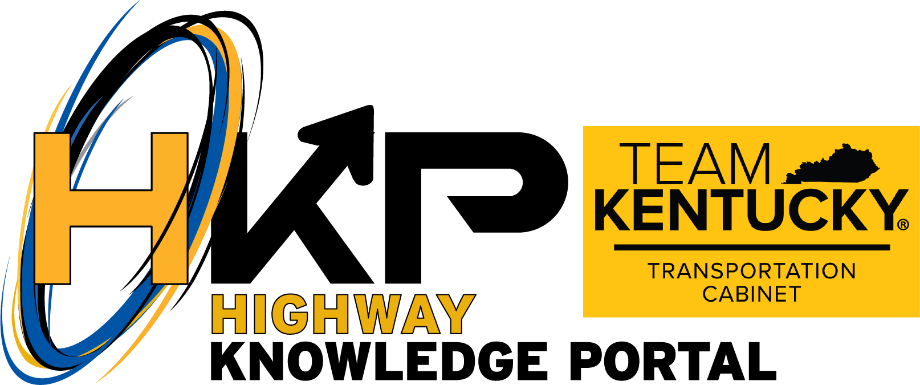 HKP
HIGHWAY
KNOWLEDGE PORTAL
TEAM
KENTUCKY®
TRANSPORTATION
CABINET